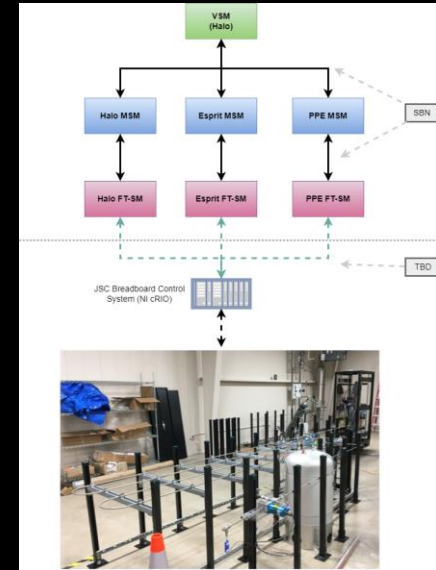 VSM
(Halo)
SBN
Halo MSM
Esprit MSM
PPE MSM
Halo FT-SM
Esprit FT-SM
PPE FT-SM
TBD
JSC Breadboard Control
System (NI cRIO)